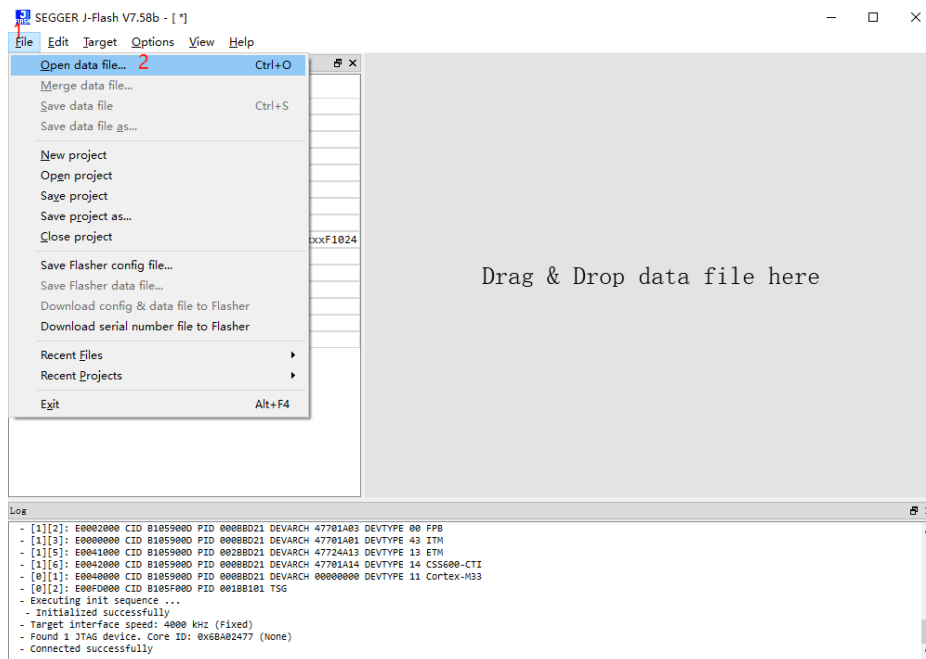 SEGGER J-Flash V7.58b - [ *]
1
File Edit Target Options View Help
Open data file... 2 Ctrl+O
Merge data file...
Save data file Ctrl+S
Save data file as...
New project
Open project
Save project
Save project as...
Close project
xxF1024
Save Flasher config file...
Save Flasher data file...
Download config & data file to Flasher
Download serial number file to Flasher
Recent Files
Recent Projects
Exit Alt+F4
Drag & Drop data file here
Log
- [1][2]: E0002000 CID B105900D PID 000BBD21 DEVARCH 47701A03 DEVTYPE 00 FPB
- [1][3]: E0000000 CID B105900D PID 000BBD21 DEVARCH 47701A01 DEVTYPE 43 ITM
- [1][5]: E0041000 CID B105900D PID 002BBD21 DEVARCH 47724A13 DEVTYPE 13 ETM
- [1][6]: E0042000 CID B105900D PID 000BBD21 DEVARCH 47701A14 DEVTYPE 14 CSS600-CTI
- [0][1]: E0040000 CID B105900D PID 000BBD21 DEVARCH 00000000 DEVTYPE 11 Cortex-M33
- [0][2]: E00FD000 CID B105F00D PID 001BB101 TSG
- Executing init sequence ...
- Initialized successfully
- Target interface speed: 4000 kHz (Fixed)
- Found 1 JTAG device. Core ID: 0x6BA02477 (None)
- Connected successfully